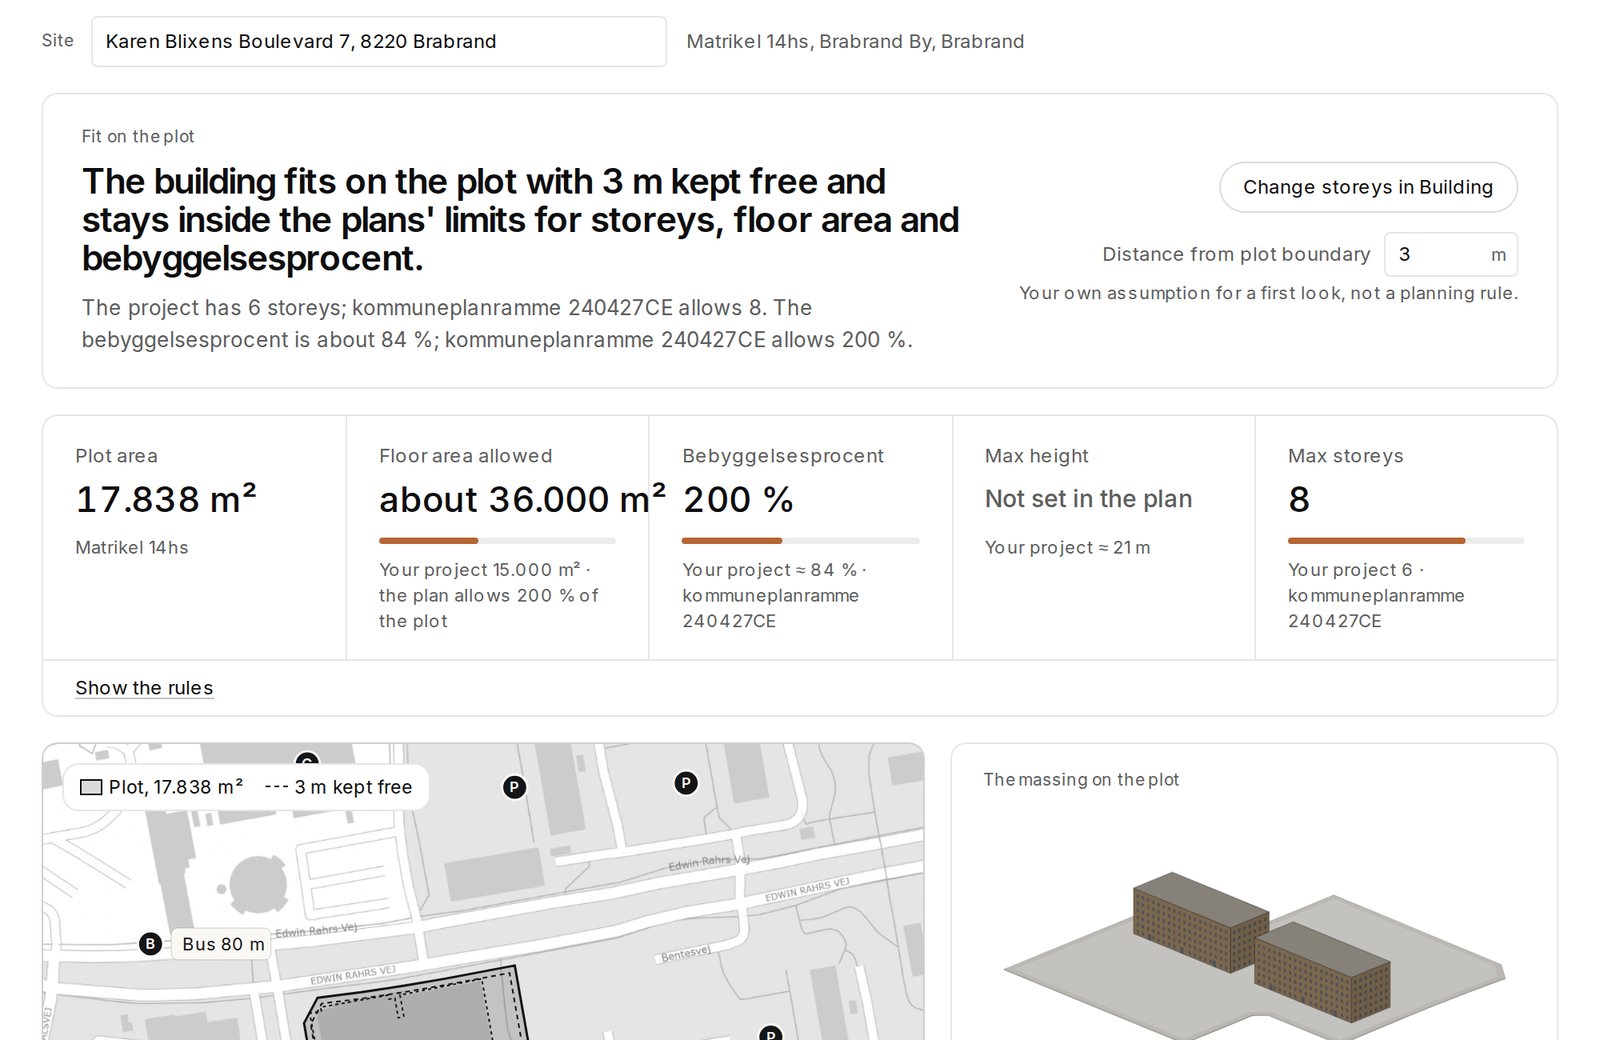 Site
Karen Blixens Boulevard 7, 8220 Brabrand
Matrikel 14hs, Brabrand By, Brabrand
Fit on the plot
The building fits on the plot with 3 m kept free and
stays inside the plans' limits for storeys, floor area and
bebyggelsesprocent.
The project has 6 storeys; kommuneplanramme 240427CE allows 8. The
bebyggelsesprocent is about 84 %; kommuneplanramme 240427CE allows 200 %.
Change storeys in Building
Distance from plot boundary
3 m
Your own assumption for a first look, not a planning rule.
Plot area
17.838 m²
Matrikel 14hs
Floor area allowed
about 36.000 m²
Your project 15.000 m² ·
the plan allows 200 % of
the plot
Bebyggelsesprocent
200 %
Your project ≈ 84 % ·
kommuneplanramme
240427CE
Max height
Not set in the plan
Your project ≈ 21 m
Max storeys
8
Your project 6 ·
kommuneplanramme
240427CE
Show the rules
Plot, 17.838 m²
3 m kept free
P
P
Edwin Rahrs Vej
EDWIN RAHRS VEJ
B
Bus 80 m
Edwin Rahrs Vej
Bentesvej
EDWIN RAHRS VEJ
P
The massing on the plot